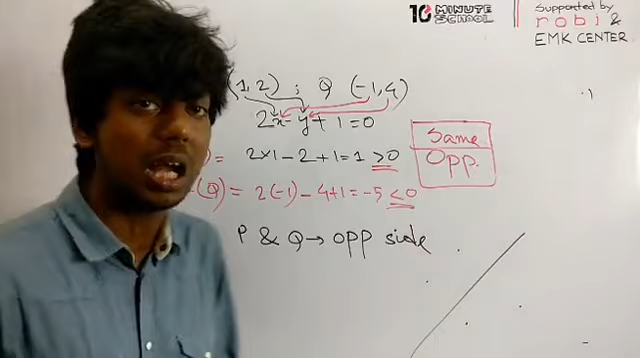 10 MINUTE SCHOOL
Supported by
robi &
EMK CENTER
(1, 2) ; Q (-1, 4)
2x - y + 1 = 0
Same
Opp.
) = 2×1 - 2 + 1 = 1 > 0
(Q) = 2(-1) - 4 + 1 = -5 < 0
P & Q → opp side